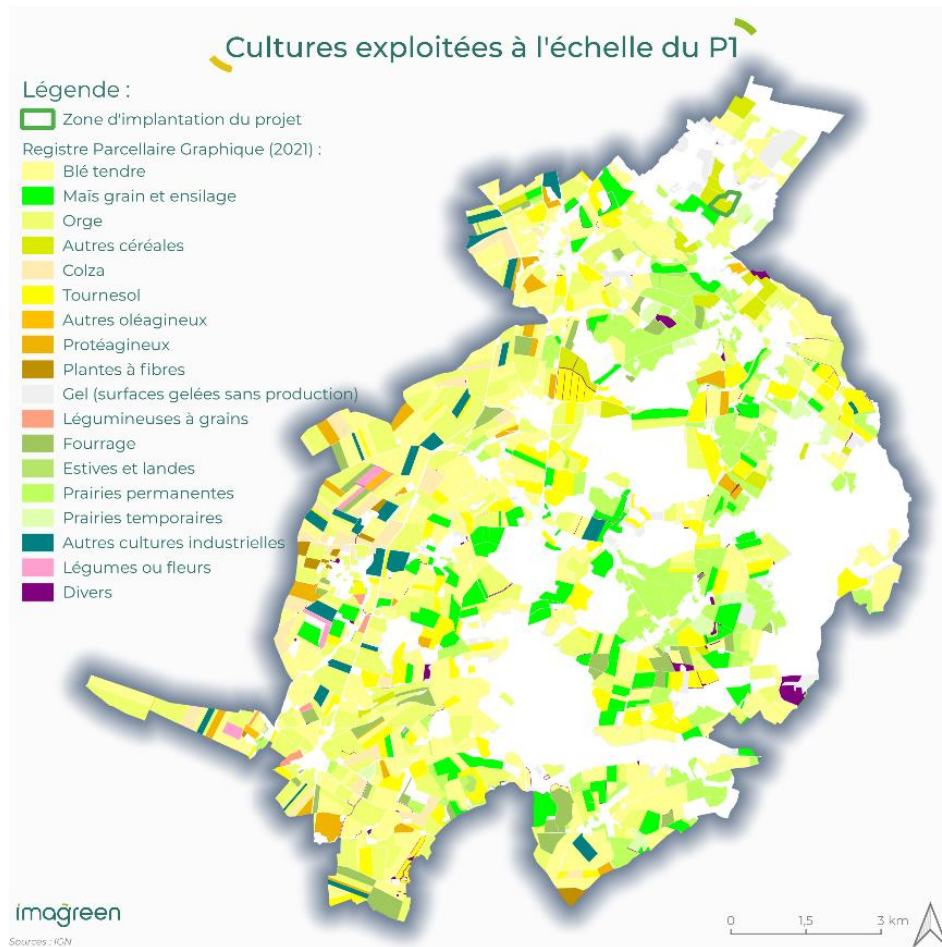 Cultures exploitées à l'échelle du P1
Légende :
Zone d'implantation du projet
Registre Parcellaire Graphique (2021) :
Blé tendre
Maïs grain et ensilage
Orge
Autres céréales
Colza
Tournesol
Autres oléagineux
Protéagineux
Plantes à fibres
Gel (surfaces gelées sans production)
Légumineuses à grains
Fourrage
Estives et landes
Prairies permanentes
Prairies temporaires
Autres cultures industrielles
Légumes ou fleurs
Divers
imagreen
Sources : IGN
0 1,5 3 km